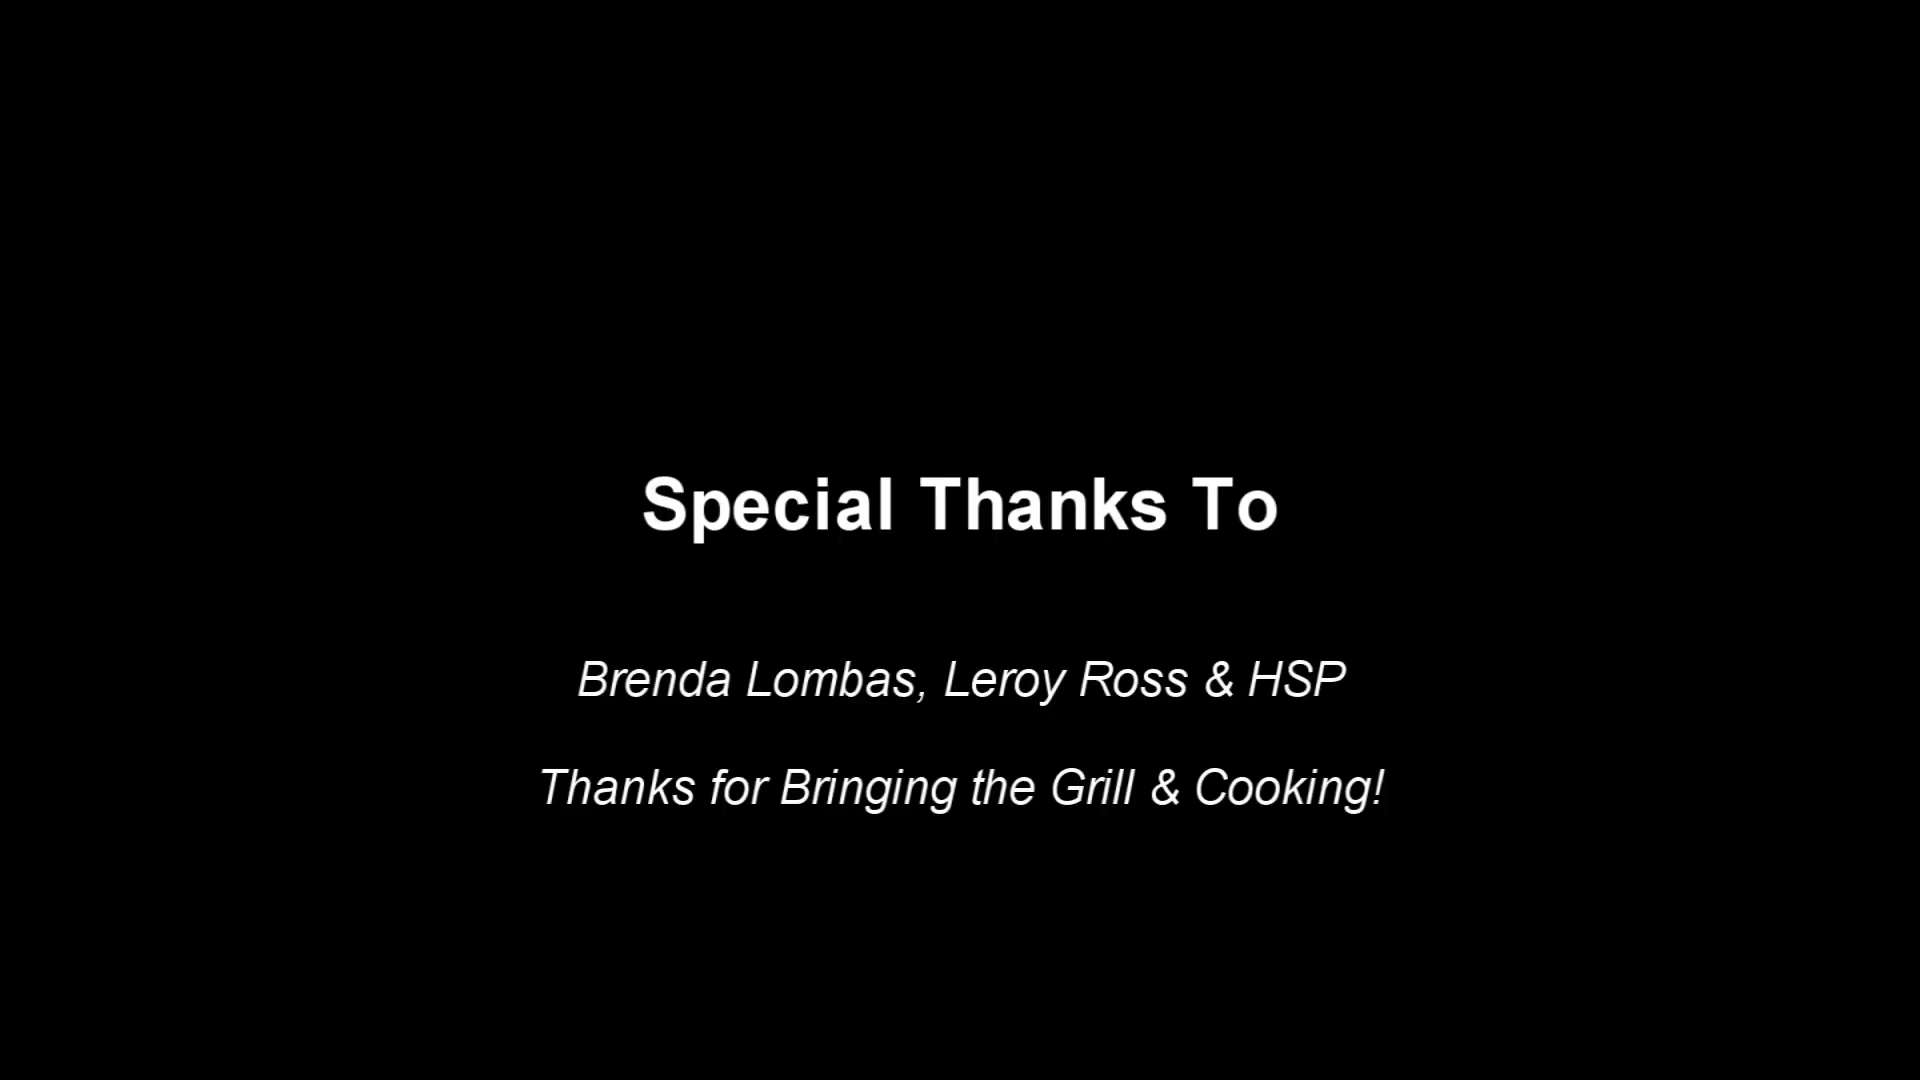 Special Thanks To
Brenda Lombas, Leroy Ross & HSP
Thanks for Bringing the Grill & Cooking!